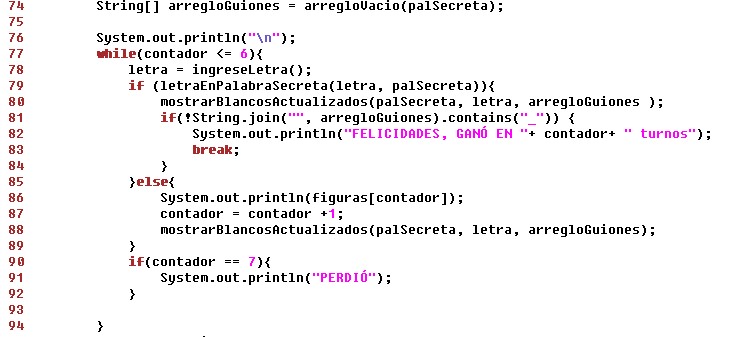 74 String[] arregloGuiones = arregloVacio(palSecreta);
75
76 System.out.println("\n");
77 while(contador <= 6){
78 letra = ingreseLetra();
79 if (letraEnPalabraSecreta(letra, palSecreta)){
80 mostrarBlancosActualizados(palSecreta, letra, arregloGuiones );
81 if(!String.join("", arregloGuiones).contains("_")) {
82 System.out.println("FELICIDADES, GANÓ EN "+ contador+ " turnos");
83 break;
84 }
85 }else{
86 System.out.println(figuras[contador]);
87 contador = contador +1;
88 mostrarBlancosActualizados(palSecreta, letra, arregloGuiones);
89 }
90 if(contador == 7){
91 System.out.println("PERDIÓ");
92 }
93
94 }